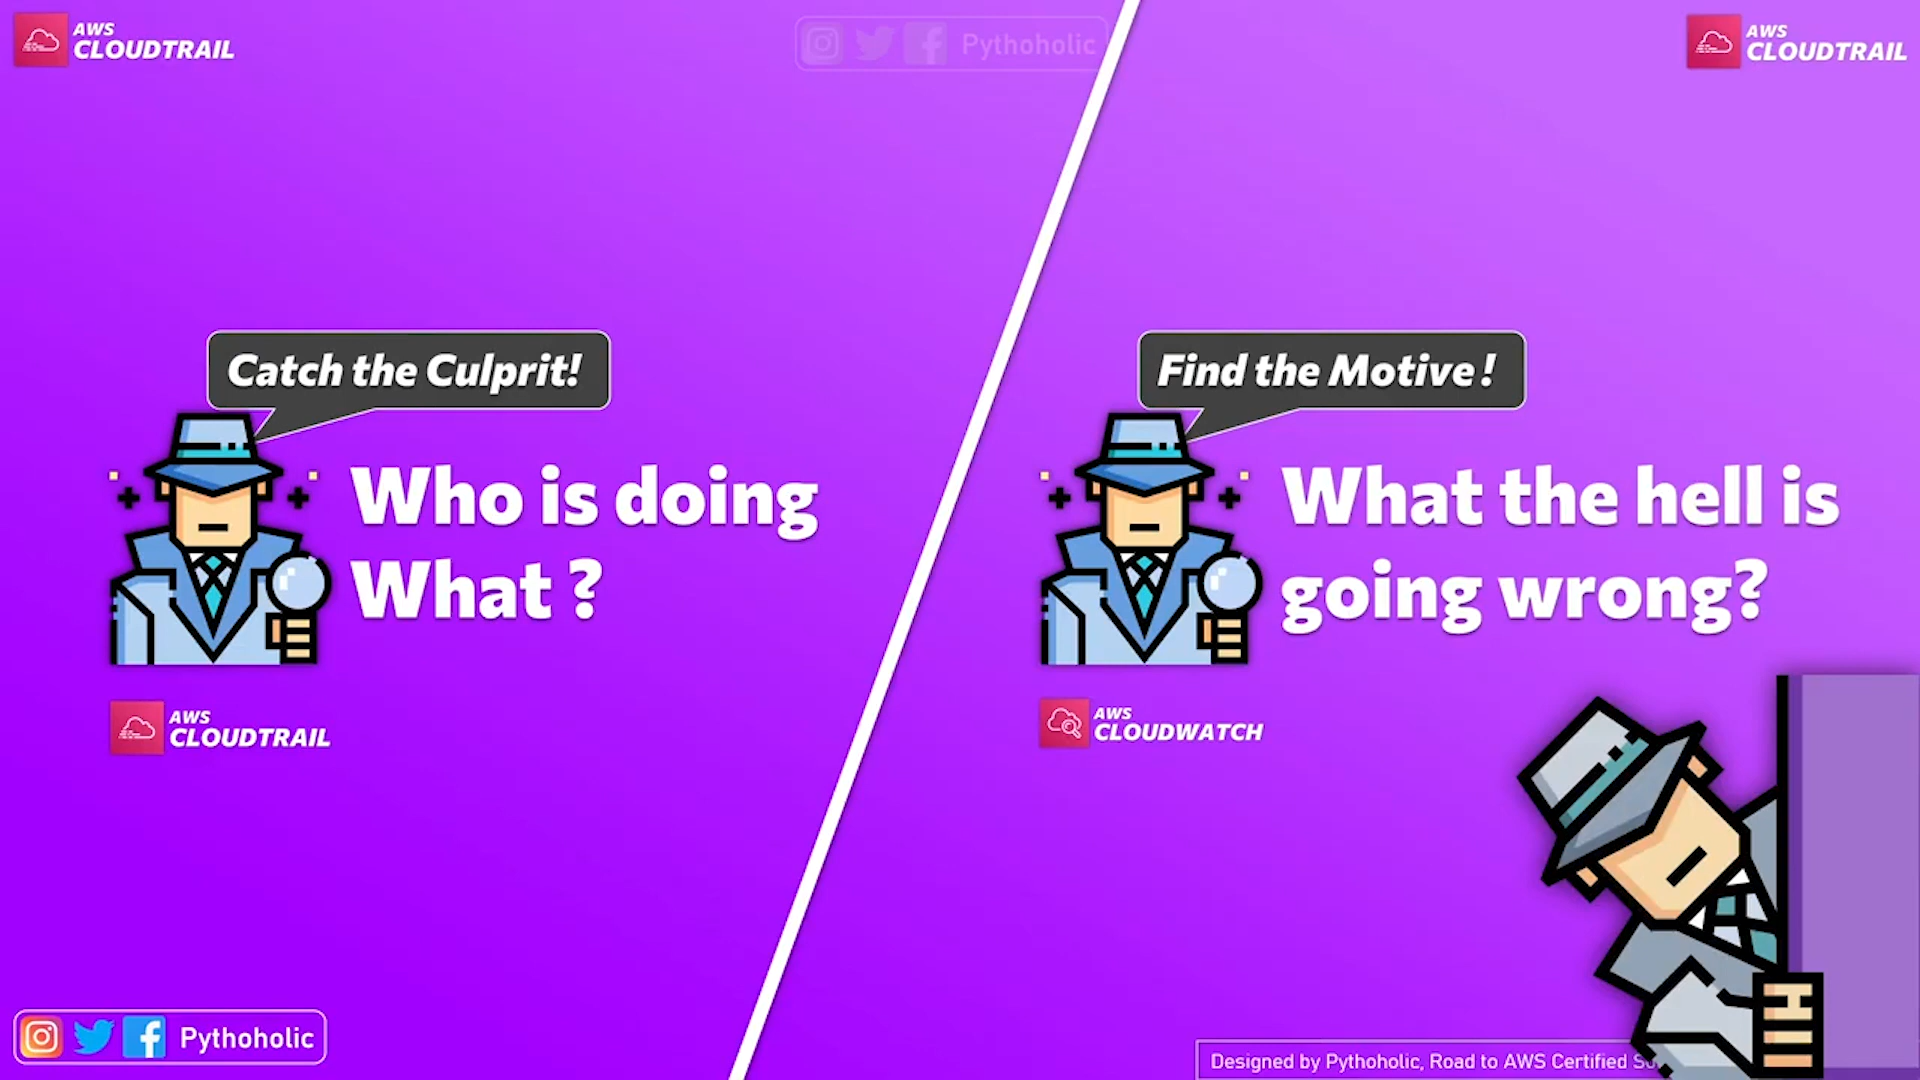 AWS
CLOUDTRAIL
Pythoholic
AWS
CLOUDTRAIL
Catch the Culprit!
Who is doing
What ?
AWS
CLOUDTRAIL
Find the Motive !
What the hell is
going wrong?
AWS
CLOUDWATCH
Pythoholic
Designed by Pythoholic, Road to AWS Certified